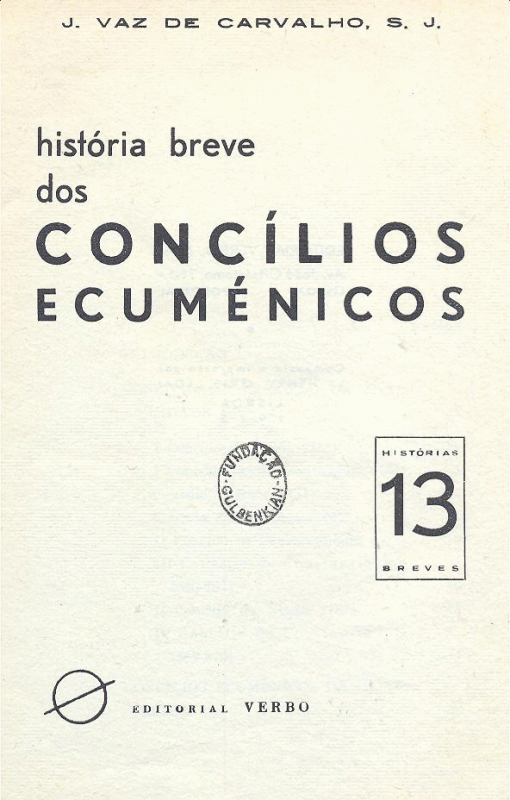 J. VAZ DE CARVALHO, S. J.
história breve
dos
CONCÍLIOS
ECUMÉNICOS
FUNDAÇÃO
GULBENKIAN
HISTÓRIAS
13
BREVES
EDITORIAL VERBO